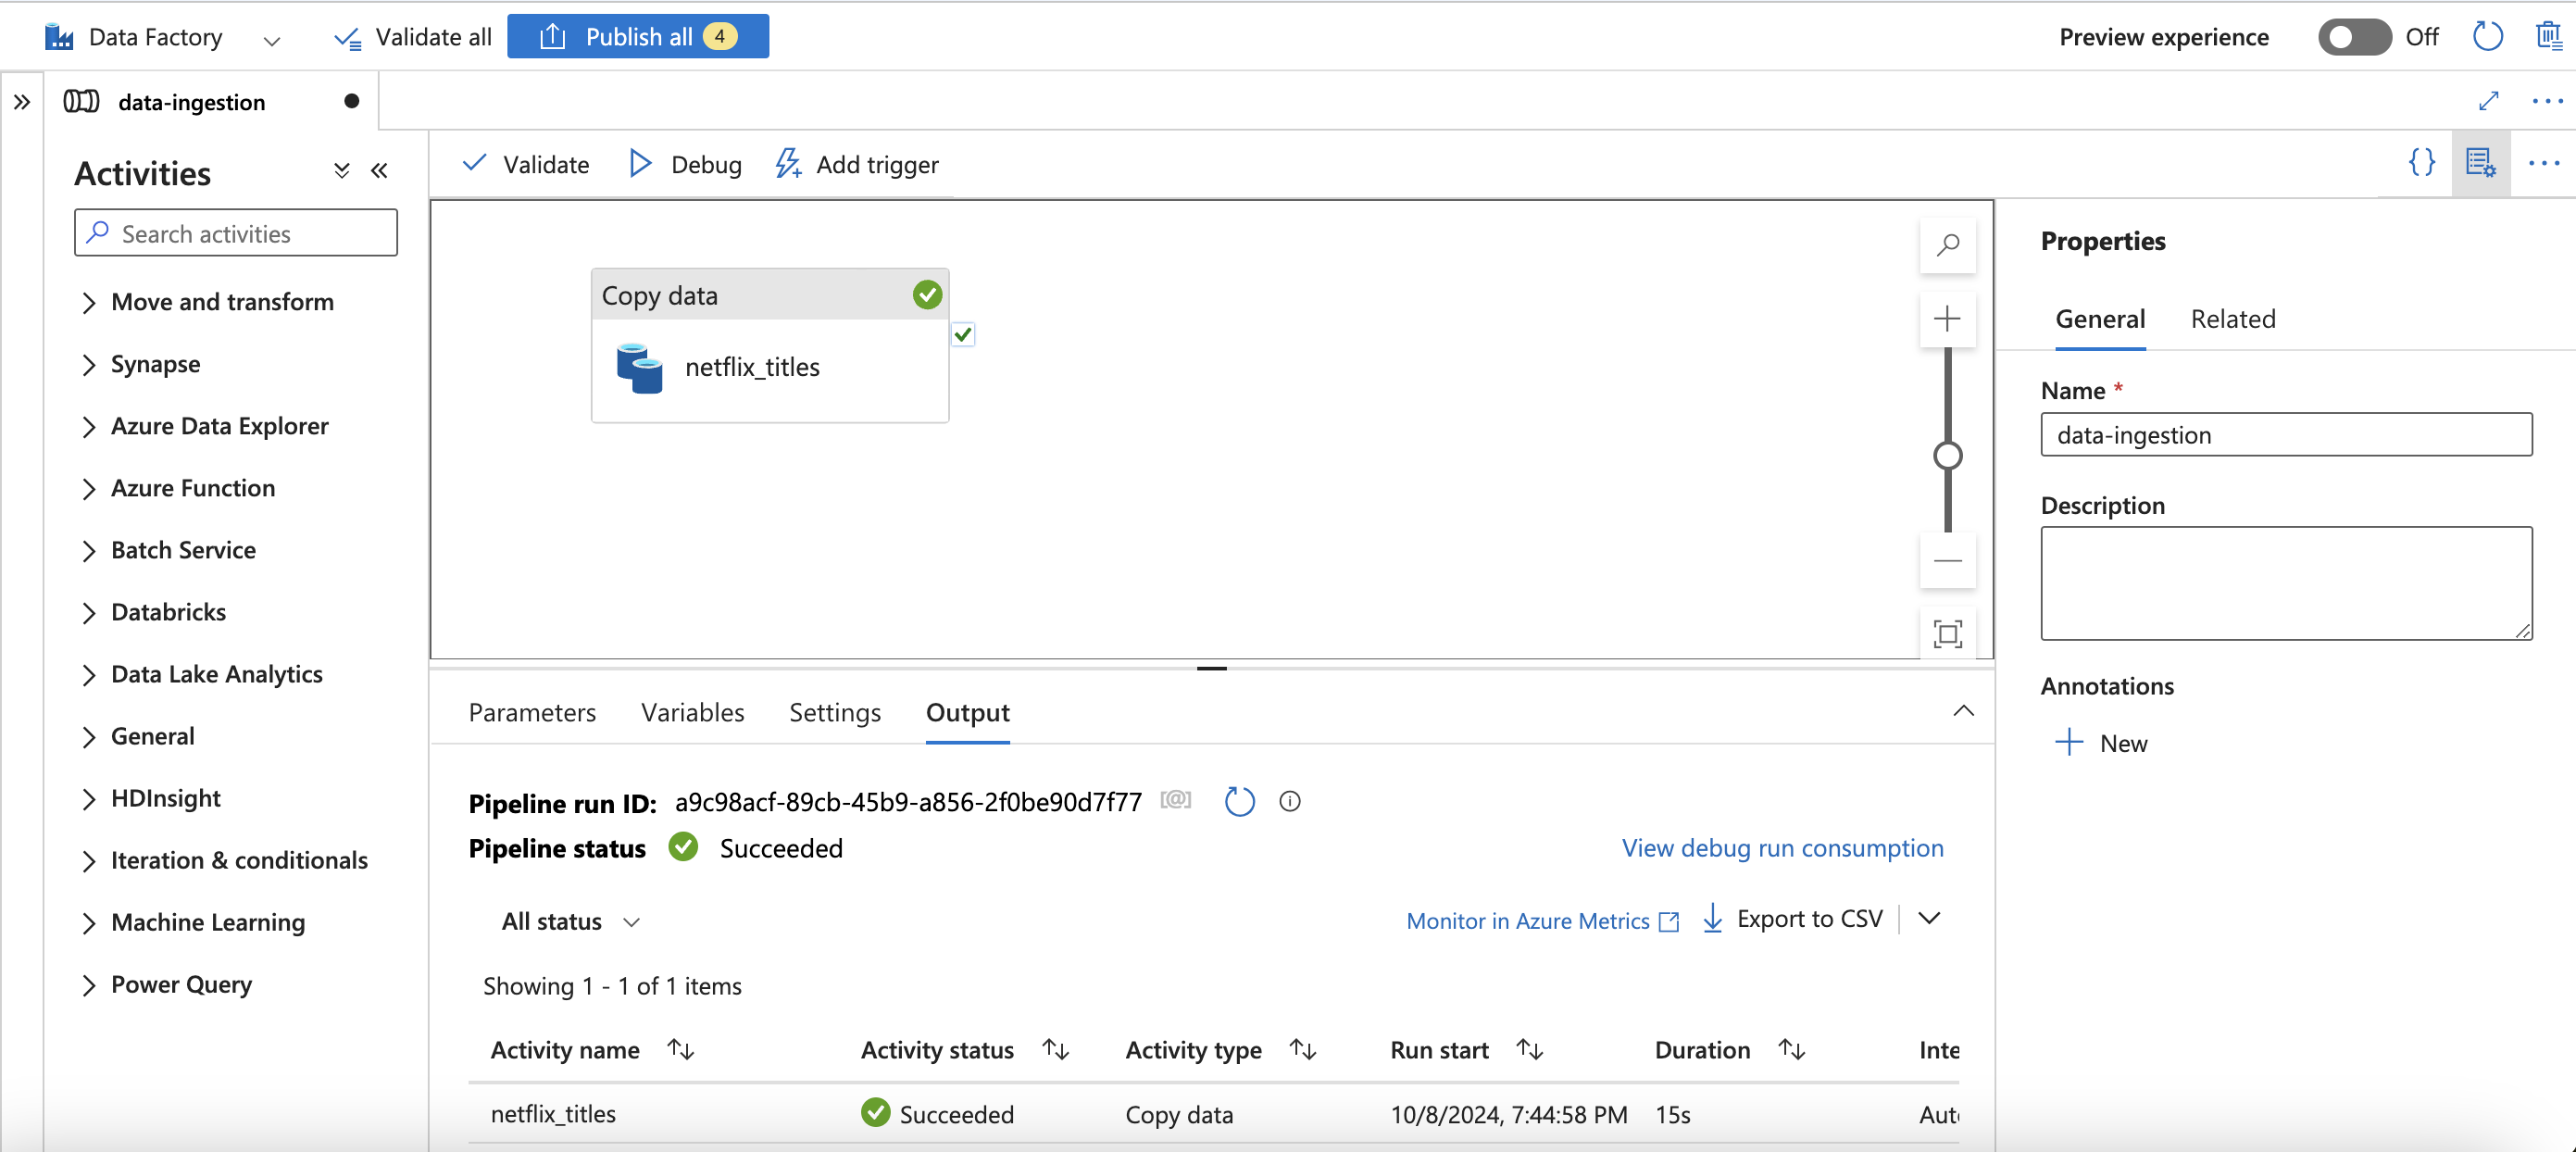 Data Factory Validate all Publish all 4 Preview experience Off
data-ingestion
Activities
Search activities
Move and transform
Synapse
Azure Data Explorer
Azure Function
Batch Service
Databricks
Data Lake Analytics
General
HDInsight
Iteration & conditionals
Machine Learning
Power Query
Validate Debug Add trigger
Copy data
netflix_titles
Parameters Variables Settings Output
Pipeline run ID: a9c98acf-89cb-45b9-a856-2f0be90d7f77 [@]
Pipeline status Succeeded View debug run consumption
All status Monitor in Azure Metrics Export to CSV
Showing 1 - 1 of 1 items
Activity name Activity status Activity type Run start Duration Inte
netflix_titles Succeeded Copy data 10/8/2024, 7:44:58 PM 15s Aut
Properties
General Related
Name *
data-ingestion
Description
Annotations
New